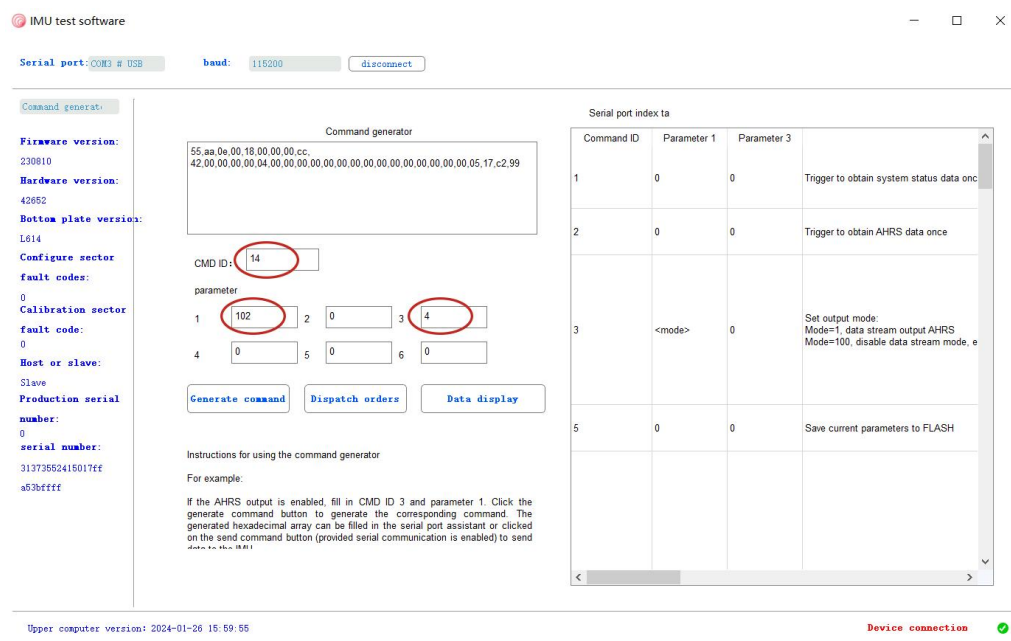 IMU test software
Serial port: COM3 # USB
baud: 115200
disconnect
Command generat
Firmware version:
230810
Hardware version:
42652
Bottom plate version:
L614
Configure sector
fault codes:
0
Calibration sector
fault code:
0
Host or slave:
Slave
Production serial
number:
0
serial number:
31373552415017ff
a53bffff
Command generator
55,aa,0e,00,18,00,00,00,cc,
42,00,00,00,00,04,00,00,00,00,00,00,00,00,00,00,00,00,00,00,00,05,17,c2,99
CMD ID: 14
parameter
1 102 2 0 3 4
4 0 5 0 6 0
Generate command
Dispatch orders
Data display
Instructions for using the command generator
For example:
If the AHRS output is enabled, fill in CMD ID 3 and parameter 1. Click the
generate command button to generate the corresponding command. The
generated hexadecimal array can be filled in the serial port assistant or clicked
on the send command button (provided serial communication is enabled) to send
data to the IMU
Serial port index ta
Command ID Parameter 1 Parameter 3
1 0 0 Trigger to obtain system status data onc
2 0 0 Trigger to obtain AHRS data once
3 <mode> 0 Set output mode:
Mode=1, data stream output AHRS
Mode=100, disable data stream mode, e
5 0 0 Save current parameters to FLASH
Upper computer version: 2024-01-26 15:59:55
Device connection